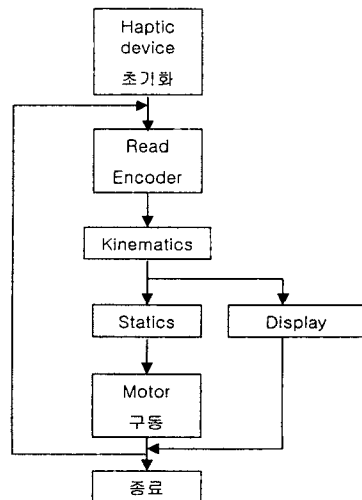 Haptic
device
초기화
Read
Encoder
Kinematics
Statics
Display
Motor
구동
종료